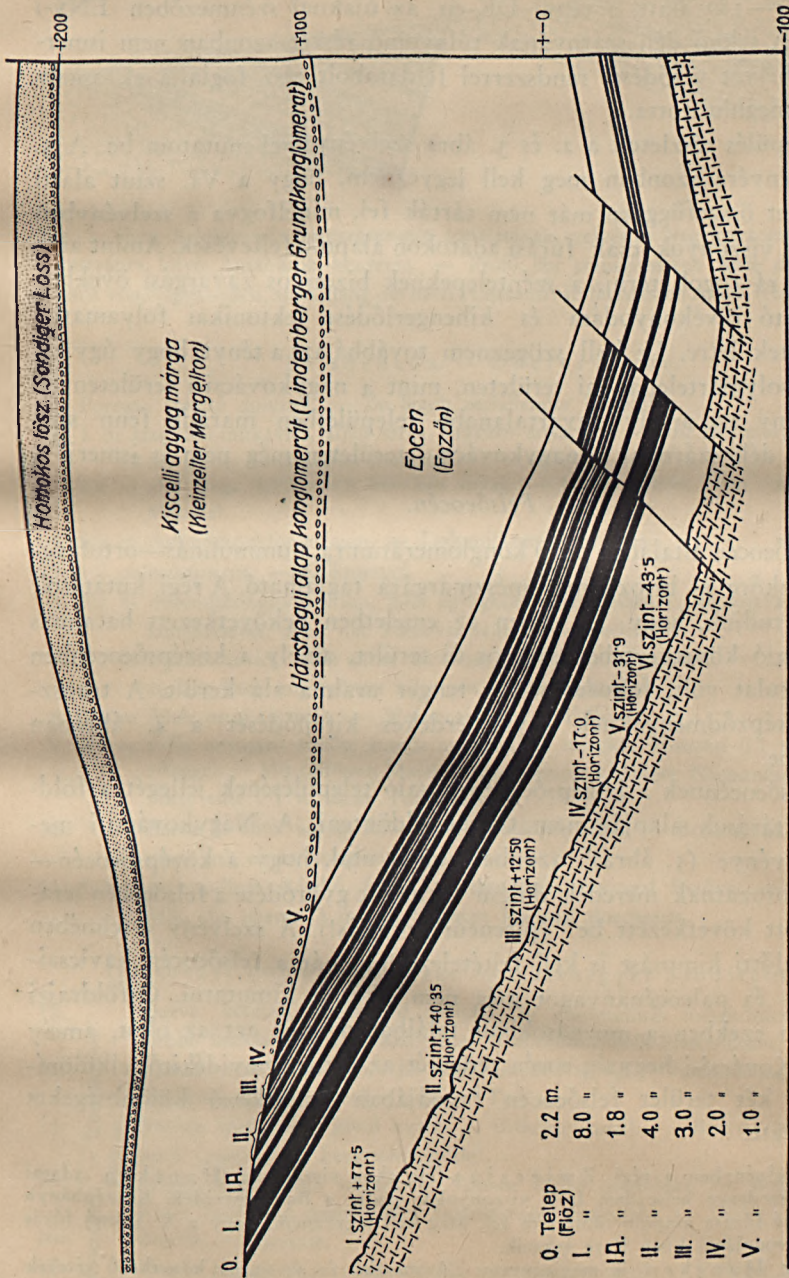 +200
Homokos lösz (Sandiger Löss)
Kiscelli agyag márga
(Kleinzeller Mergelton)
+100
Hárshegyi alap konglomerát (Lindenberger Grundkonglomerat)
Eocén
(Eozän)
+-0
-100
O. I. IA. II. III. IV. V.
I. szint +77·5
(Horizont)
II. szint +40·35
(Horizont)
III. szint +12·50
(Horizont)
IV. szint -17·0
(Horizont)
V. szint -31·9
(Horizont)
VI. szint -43·5
(Horizont)
O. Telep 2.2 m.
(Flöz)
I. " 8.0 "
IA. " 1.8 "
II. " 4.0 "
III. " 3.0 "
IV. " 2.0 "
V. " 1.0 "